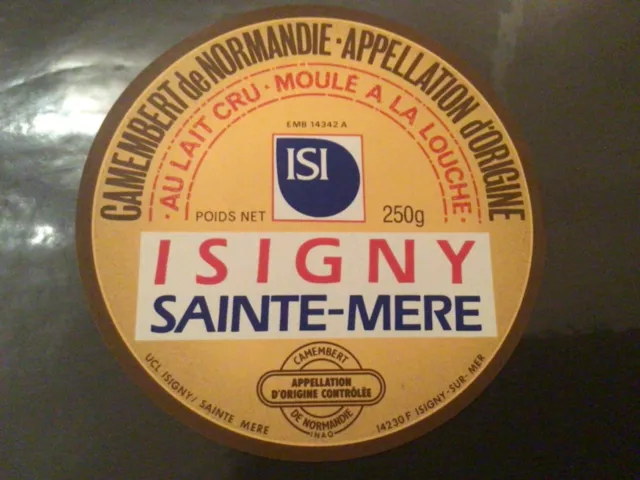 CAMEMBERT de NORMANDIE · APPELLATION d'ORIGINE
· AU LAIT CRU · MOULÉ A LA LOUCHE ·
EMB 14342 A
ISI
POIDS NET 250g
ISIGNY
SAINTE-MERE
CAMEMBERT
APPELLATION
D'ORIGINE CONTRÔLÉE
DE NORMANDIE
INAO
UCL ISIGNY/ SAINTE MERE
14230 F ISIGNY-SUR-MER